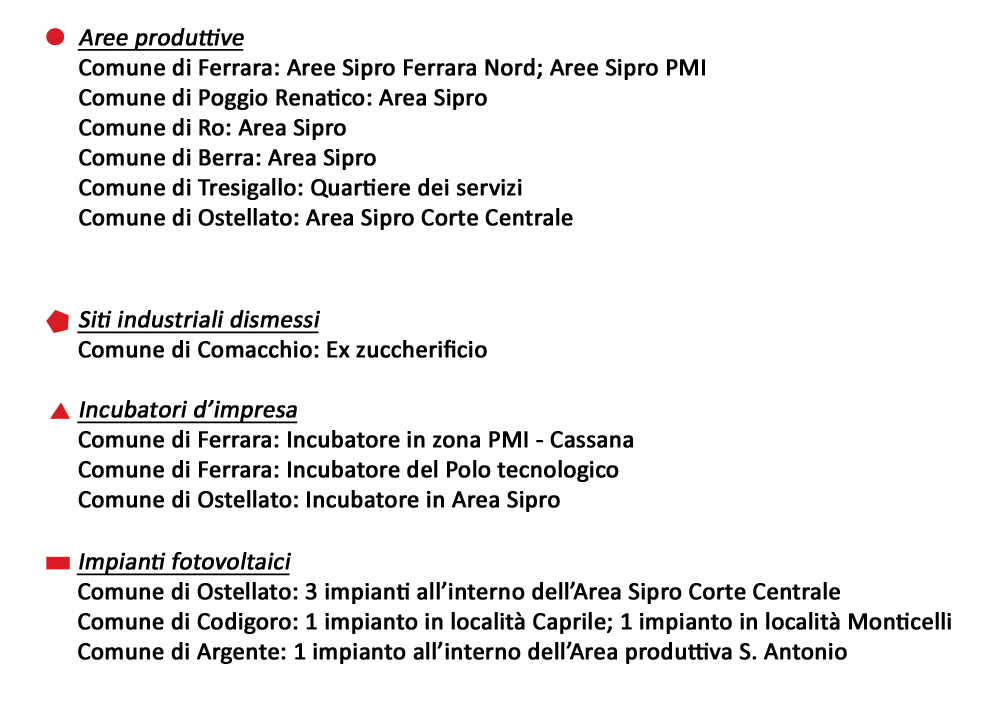 Aree produttive
Comune di Ferrara: Aree Sipro Ferrara Nord; Aree Sipro PMI
Comune di Poggio Renatico: Area Sipro
Comune di Ro: Area Sipro
Comune di Berra: Area Sipro
Comune di Tresigallo: Quartiere dei servizi
Comune di Ostellato: Area Sipro Corte Centrale
Siti industriali dismessi
Comune di Comacchio: Ex zuccherificio
Incubatori d’impresa
Comune di Ferrara: Incubatore in zona PMI - Cassana
Comune di Ferrara: Incubatore del Polo tecnologico
Comune di Ostellato: Incubatore in Area Sipro
Impianti fotovoltaici
Comune di Ostellato: 3 impianti all’interno dell’Area Sipro Corte Centrale
Comune di Codigoro: 1 impianto in località Caprile; 1 impianto in località Monticelli
Comune di Argente: 1 impianto all’interno dell’Area produttiva S. Antonio